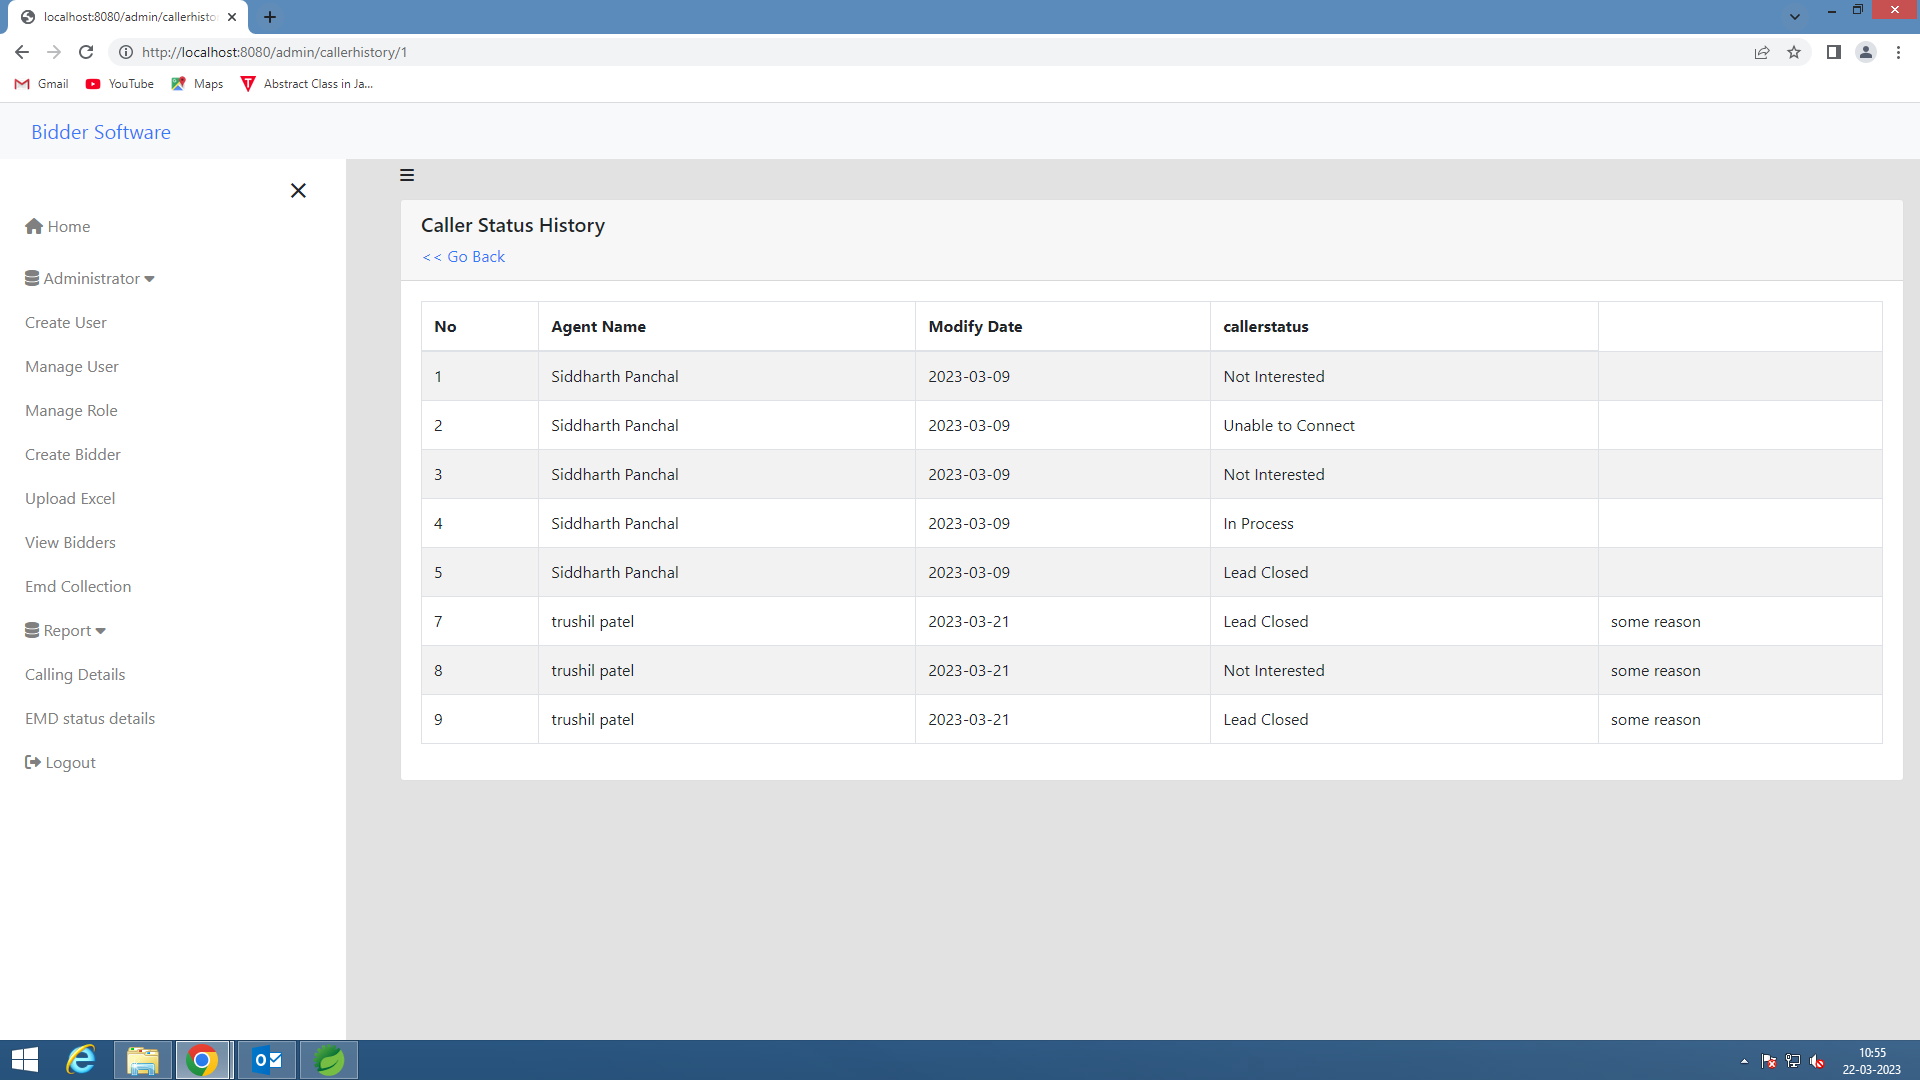 localhost:8080/admin/callerhisto
http://localhost:8080/admin/callerhistory/1
Gmail YouTube Maps Abstract Class in Ja...
Bidder Software
Home
Administrator
Create User
Manage User
Manage Role
Create Bidder
Upload Excel
View Bidders
Emd Collection
Report
Calling Details
EMD status details
Logout
Caller Status History
<< Go Back
No Agent Name Modify Date callerstatus
1 Siddharth Panchal 2023-03-09 Not Interested
2 Siddharth Panchal 2023-03-09 Unable to Connect
3 Siddharth Panchal 2023-03-09 Not Interested
4 Siddharth Panchal 2023-03-09 In Process
5 Siddharth Panchal 2023-03-09 Lead Closed
7 trushil patel 2023-03-21 Lead Closed some reason
8 trushil patel 2023-03-21 Not Interested some reason
9 trushil patel 2023-03-21 Lead Closed some reason
10:55
22-03-2023